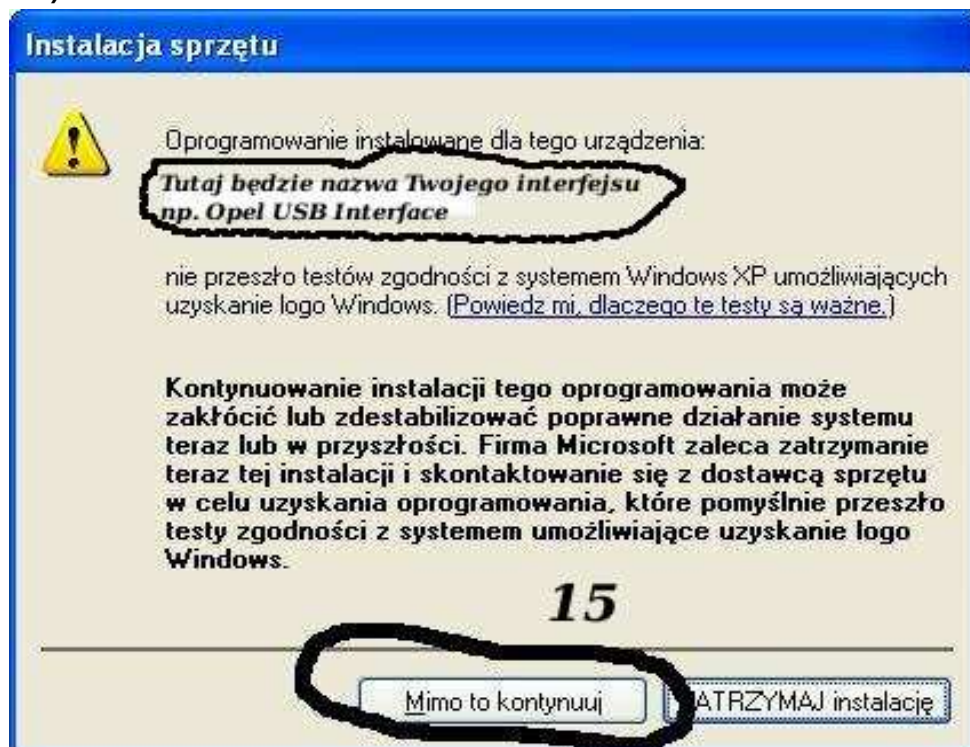 Instalacja sprzętu
Oprogramowanie instalowane dla tego urządzenia:
Tutaj będzie nazwa Twojego interfejsu
np. Opel USB Interface
nie przeszło testów zgodności z systemem Windows XP umożliwiających
uzyskanie logo Windows. (Powiedz mi, dlaczego te testy są ważne.)
Kontynuowanie instalacji tego oprogramowania może
zakłócić lub zdestabilizować poprawne działanie systemu
teraz lub w przyszłości. Firma Microsoft zaleca zatrzymanie
teraz tej instalacji i skontaktowanie się z dostawcą sprzętu
w celu uzyskania oprogramowania, które pomyślnie przeszło
testy zgodności z systemem umożliwiające uzyskanie logo
Windows.
15
Mimo to kontynuuj ATRZYMAJ instalację